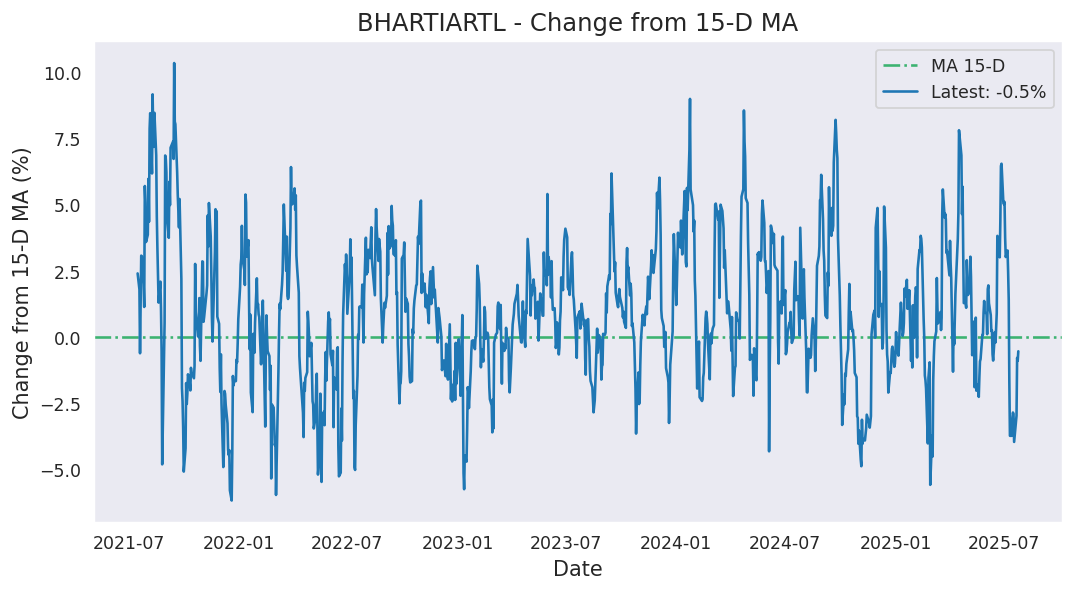 BHARTIARTL - Change from 15-D MA
MA 15-D
Latest: -0.5%
Change from 15-D MA (%)
10.0
7.5
5.0
2.5
0.0
−2.5
−5.0
2021-07 2022-01 2022-07 2023-01 2023-07 2024-01 2024-07 2025-01 2025-07
Date